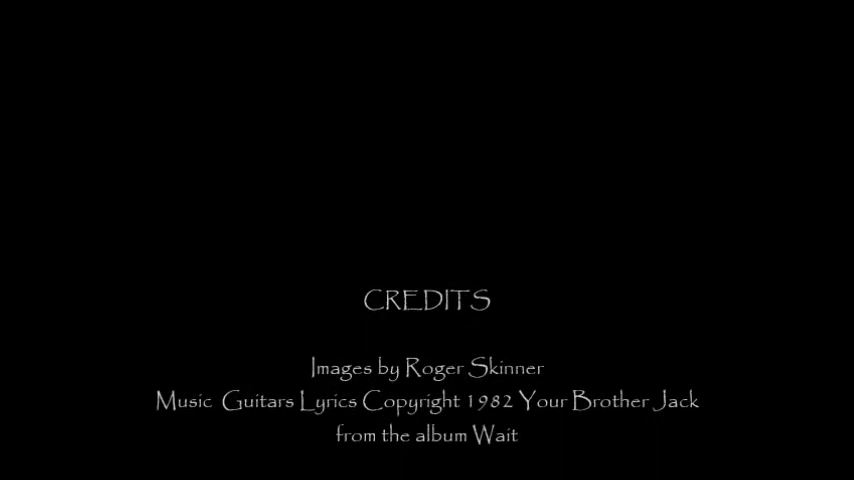 CREDITS
Images by Roger Skinner
Music Guitars Lyrics Copyright 1982 Your Brother Jack
from the album Wait